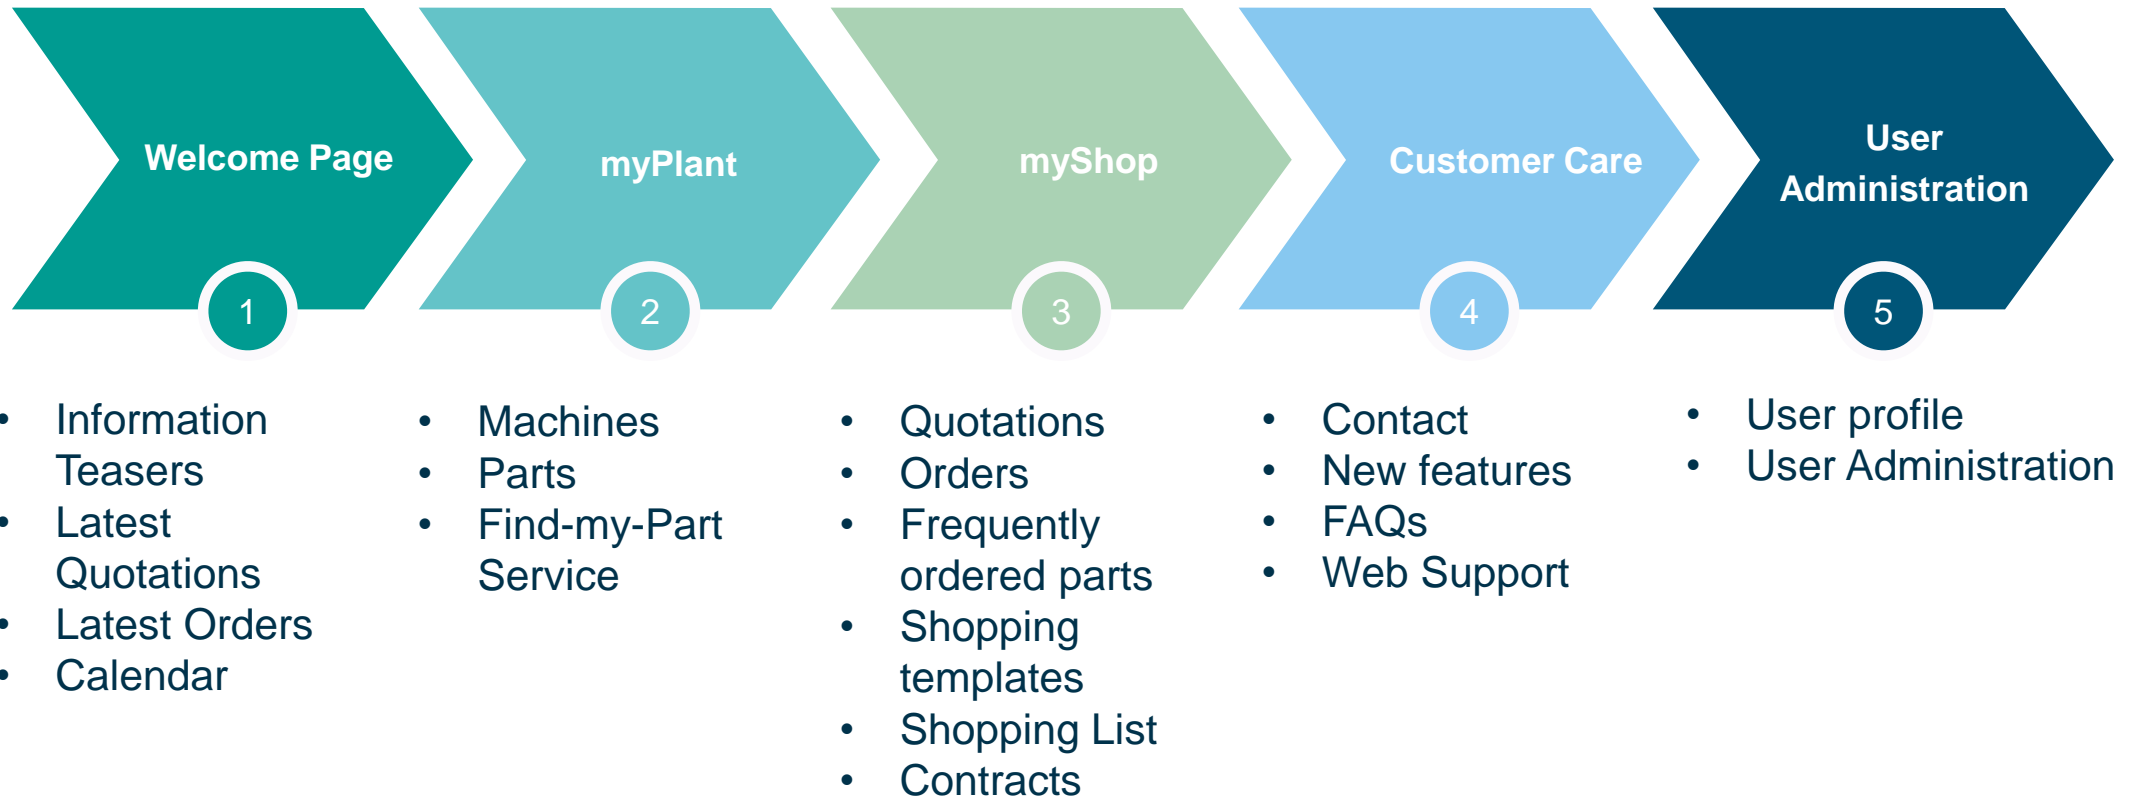 Welcome Page
1
• Information
Teasers
• Latest
Quotations
• Latest Orders
• Calendar
myPlant
2
• Machines
• Parts
• Find-my-Part
Service
myShop
3
• Quotations
• Orders
• Frequently
ordered parts
• Shopping
templates
• Shopping List
• Contracts
Customer Care
4
• Contact
• New features
• FAQs
• Web Support
User
Administration
5
• User profile
• User Administration